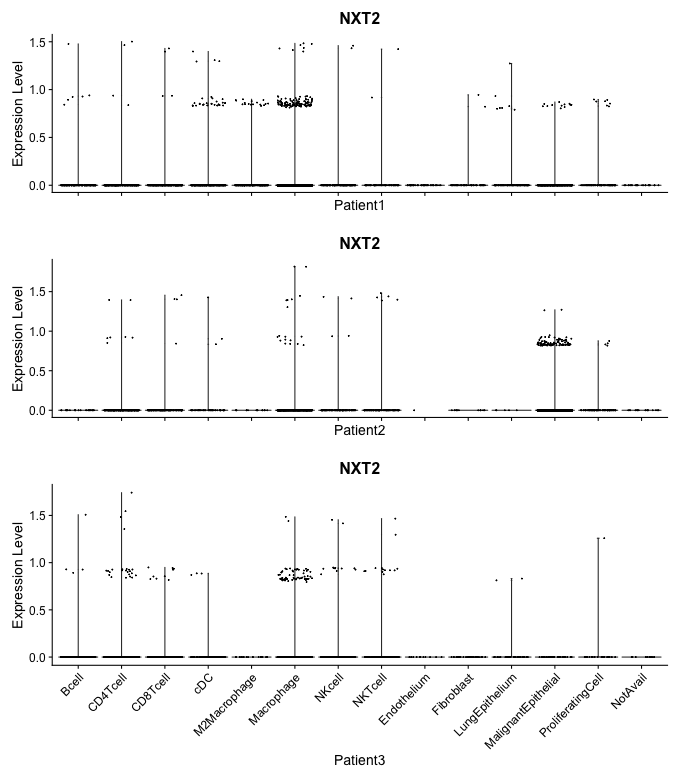 NXT2
Expression Level
1.5
1.0
0.5
0.0
Patient1
NXT2
Expression Level
1.5
1.0
0.5
0.0
Patient2
NXT2
Expression Level
1.5
1.0
0.5
0.0
Bcell
CD4Tcell
CD8Tcell
cDC
M2Macrophage
Macrophage
NKcell
NKTcell
Endothelium
Fibroblast
LungEpithelium
MalignantEpithelial
ProliferatingCell
NotAvail
Patient3